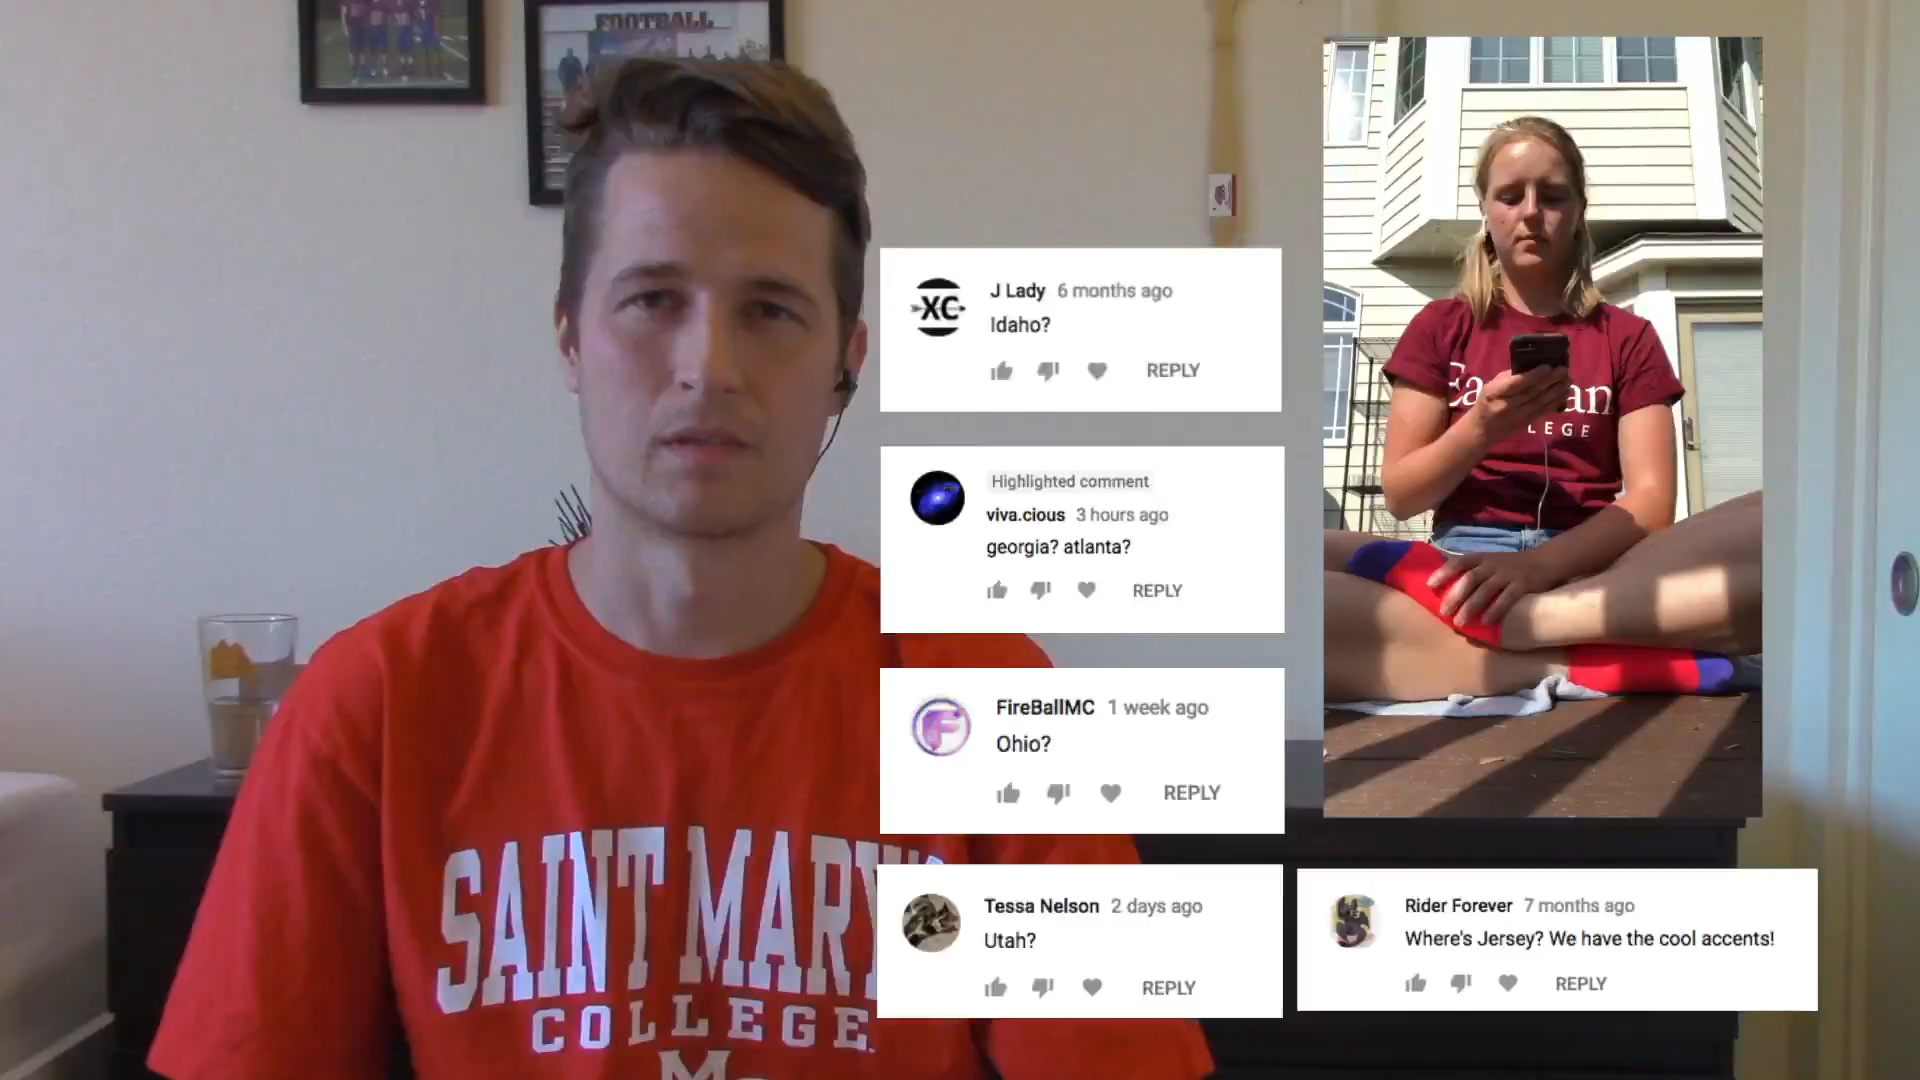 FOOTBALL
XC
J Lady 6 months ago
Idaho?
REPLY
Highlighted comment
viva.cious 3 hours ago
georgia? atlanta?
REPLY
F
FireBallMC 1 week ago
Ohio?
REPLY
Tessa Nelson 2 days ago
Utah?
REPLY
Rider Forever 7 months ago
Where's Jersey? We have the cool accents!
REPLY
SAINT MARY'
COLLEGE
M
LEGE